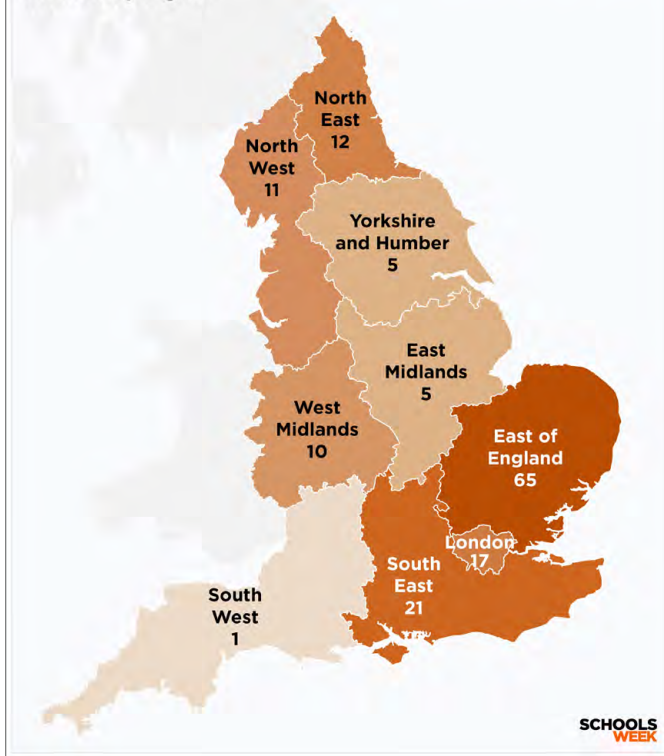 North
East
12
North
West
11
Yorkshire
and Humber
5
East
Midlands
5
West
Midlands
10
East of
England
65
London
17
South
East
21
South
West
1
SCHOOLS
WEEK